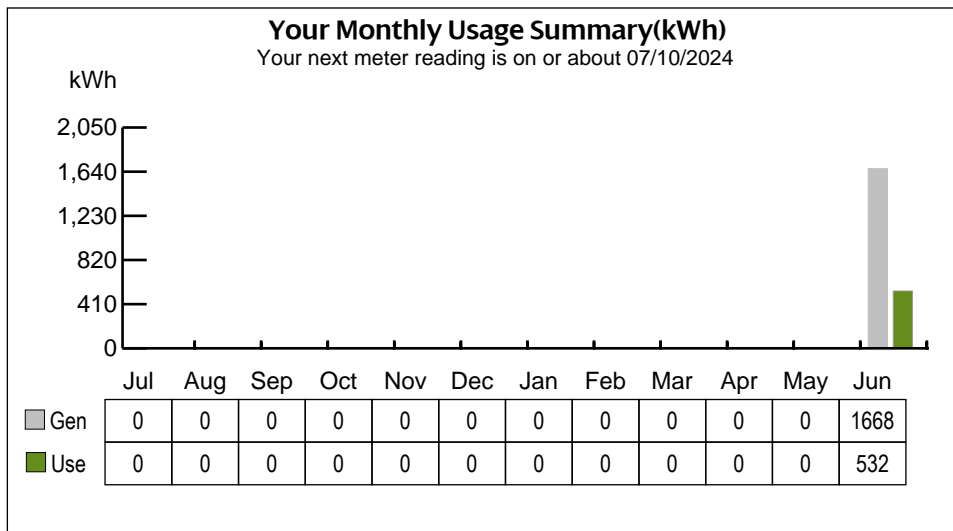 Your Monthly Usage Summary(kWh)
Your next meter reading is on or about 07/10/2024
kWh
2,050
1,640
1,230
820
410
0
Jul Aug Sep Oct Nov Dec Jan Feb Mar Apr May Jun
Gen 0 0 0 0 0 0 0 0 0 0 0 1668
Use 0 0 0 0 0 0 0 0 0 0 0 532